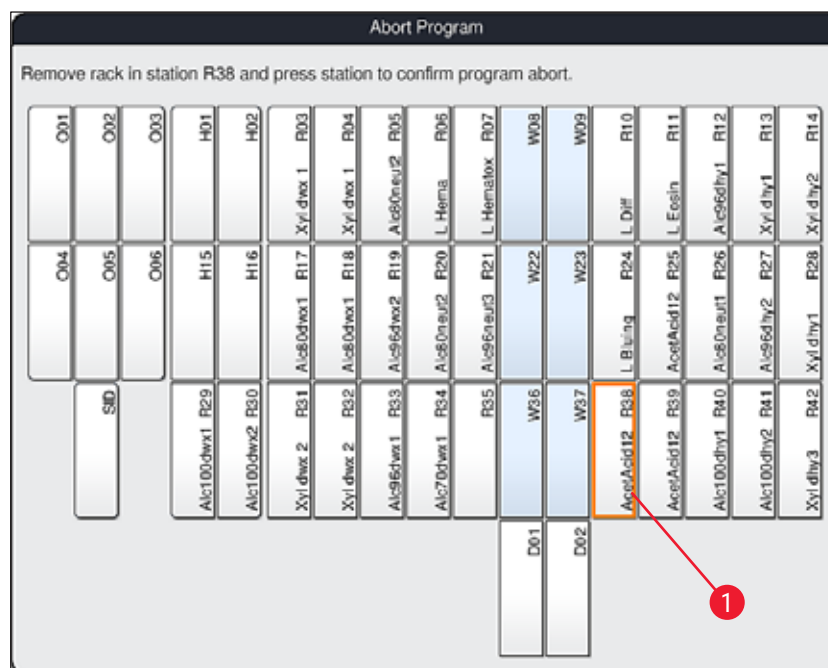 Abort Program
Remove rack in station R38 and press station to confirm program abort.
O01
O02
O03
H01
H02
Xyl dwx 1 R03
Xyl dwx 1 R04
Alc80neut2 R05
L Hema R06
L Hematox R07
W08
W09
L Diff R10
L Eosin R11
Alc96dhy1 R12
Xyl dhy1 R13
Xyl dhy2 R14
O04
O05
O06
H15
H16
Alc80dwx1 R17
Alc80dwx1 R18
Alc96dwx2 R19
Alc80neut2 R20
Alc96neut3 R21
W22
W23
L Bluing R24
AcetAcid12 R25
Alc80neut1 R26
Alc96dhy2 R27
Xyl dhy1 R28
SID
Alc100dwx1 R29
Alc100dwx2 R30
Xyl dwx 2 R31
Xyl dwx 2 R32
Alc96dwx1 R33
Alc70dwx1 R34
R35
W36
W37
AcetAcid12 R38
AcetAcid12 R39
Alc100dhy1 R40
Alc100dhy2 R41
Xyl dhy3 R42
D01
D02
1